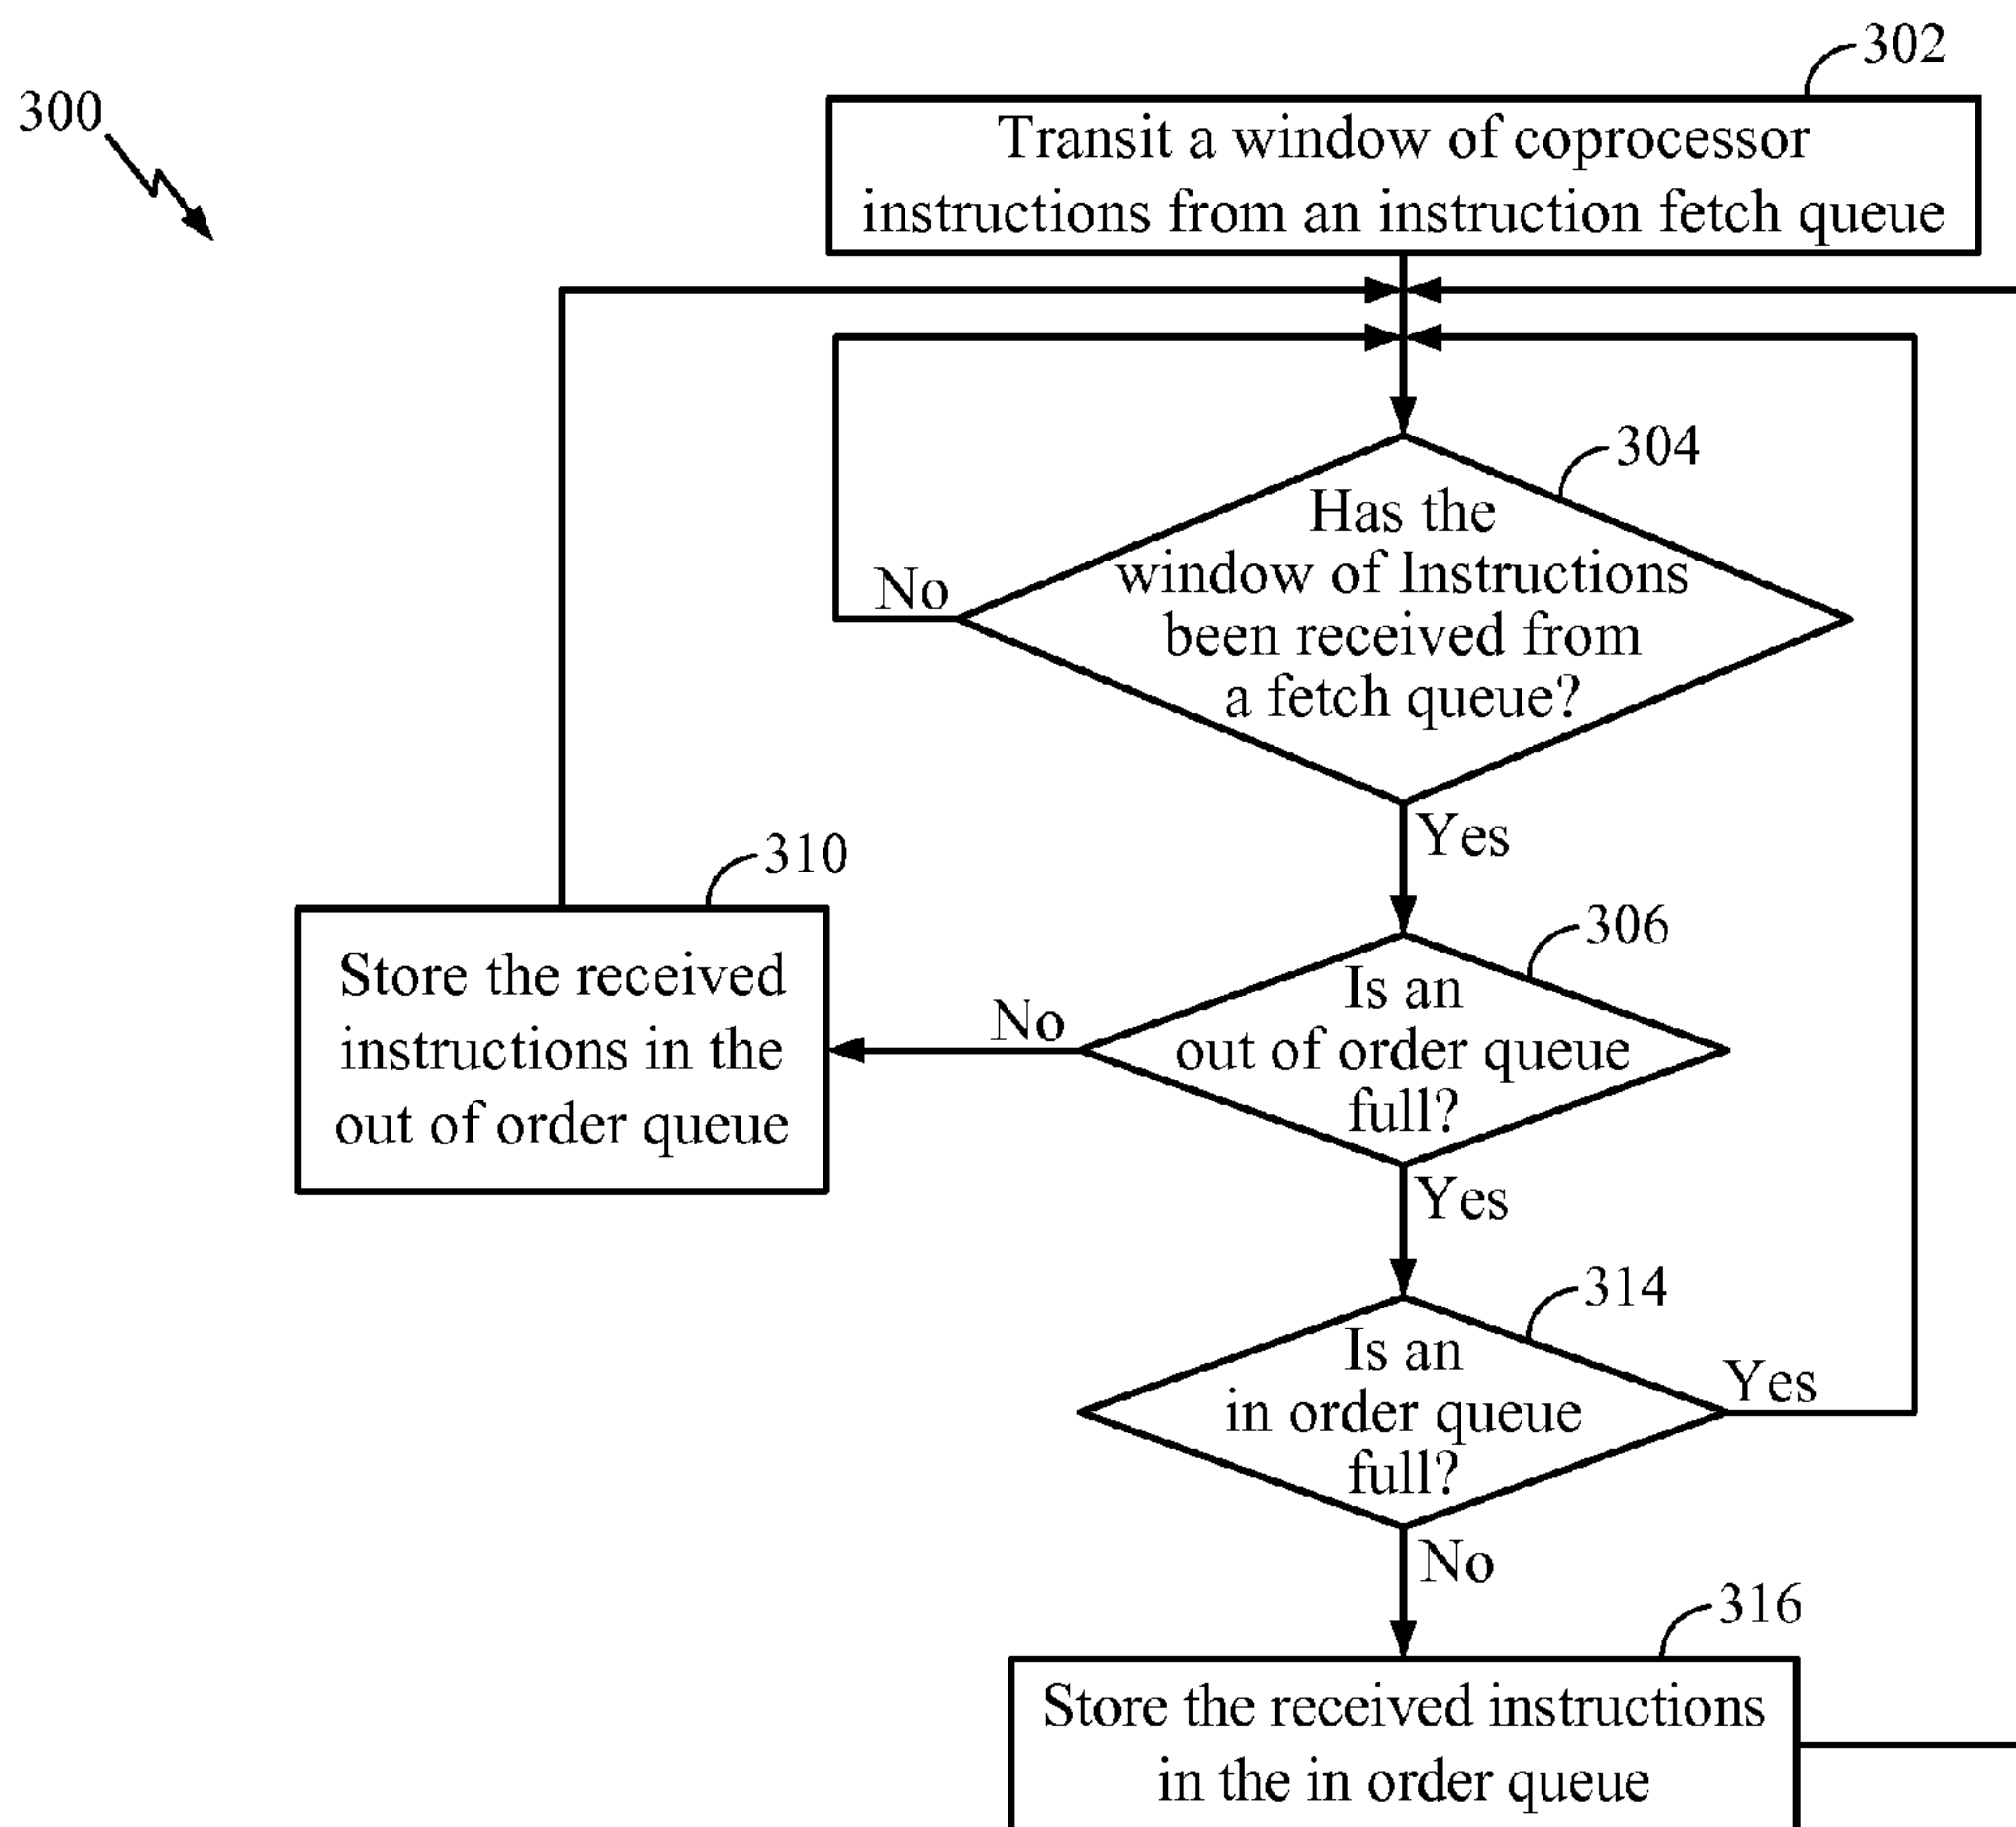 302
300
Transit a window of coprocessor
instructions from an instruction fetch queue
304
Has the
window of Instructions
been received from
a fetch queue?
No
Yes
310
Store the received
instructions in the
out of order queue
306
Is an
out of order queue
full?
No
Yes
314
Is an
in order queue
full?
Yes
No
316
Store the received instructions
in the in order queue